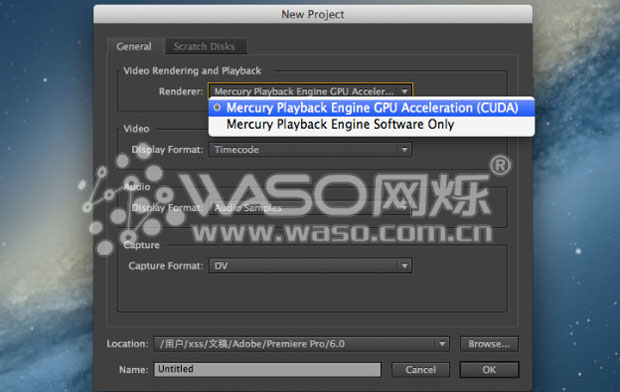 New Project
General
Scratch Disks
Video Rendering and Playback
Renderer: Mercury Playback Engine GPU Acceler...
Mercury Playback Engine GPU Acceleration (CUDA)
Mercury Playback Engine Software Only
Video
Display Format: Timecode
Audio
Display Format: Audio Samples
WASO网烁®
www.waso.com.cn
Capture
Capture Format: DV
Location: /用户/xss/文稿/Adobe/Premiere Pro/6.0
Browse...
Name: Untitled
Cancel
OK